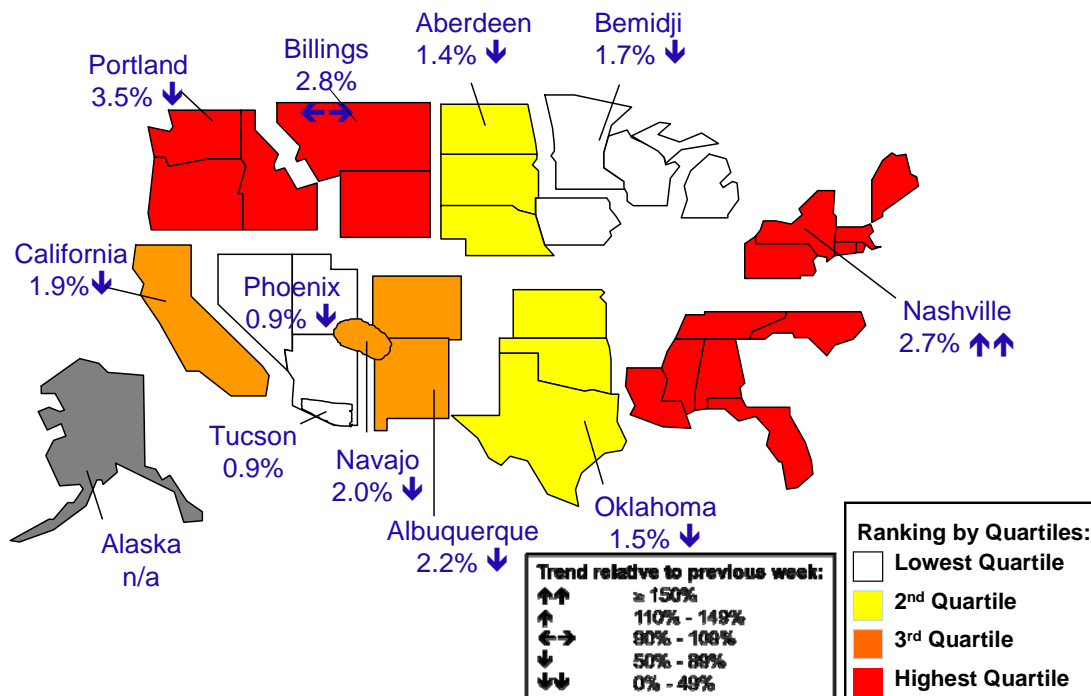 Aberdeen
1.4% ↓
Bemidji
1.7% ↓
Billings
2.8%
←→
Portland
3.5% ↓
California
1.9% ↓
Phoenix
0.9% ↓
Nashville
2.7% ↑↑
Tucson
0.9%
Navajo
2.0% ↓
Albuquerque
2.2% ↓
Oklahoma
1.5% ↓
Alaska
n/a
Trend relative to previous week:
↑↑ ≥ 150%
↑ 110% - 149%
←→ 90% - 109%
↓ 50% - 89%
↓↓ 0% - 49%
Ranking by Quartiles:
Lowest Quartile
2nd Quartile
3rd Quartile
Highest Quartile